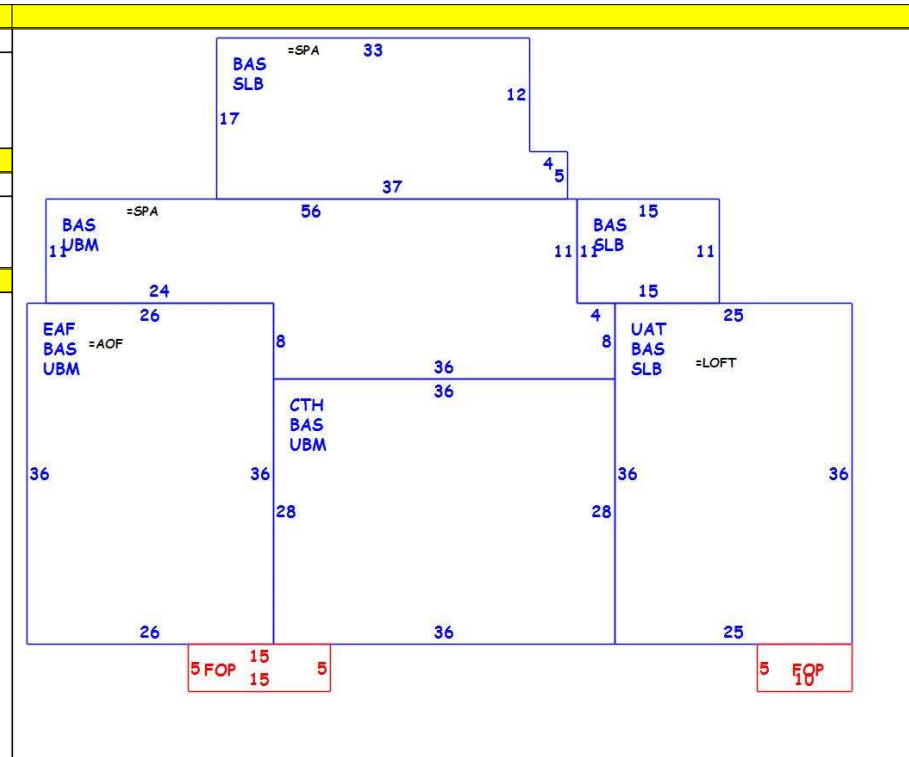 =SPA 33
BAS
SLB
12
17
4
5
37
=SPA 56 15
BAS
UBM
BAS
SLB
11 11 11 11
24 15
26 4 25
EAF
BAS =AOF
UBM
8 8
UAT
BAS
SLB
=LOFT
36
36
CTH
BAS
UBM
36 36 36 36
28 28
26 36 25
15
5 FOP 5
15
5 FOP
10